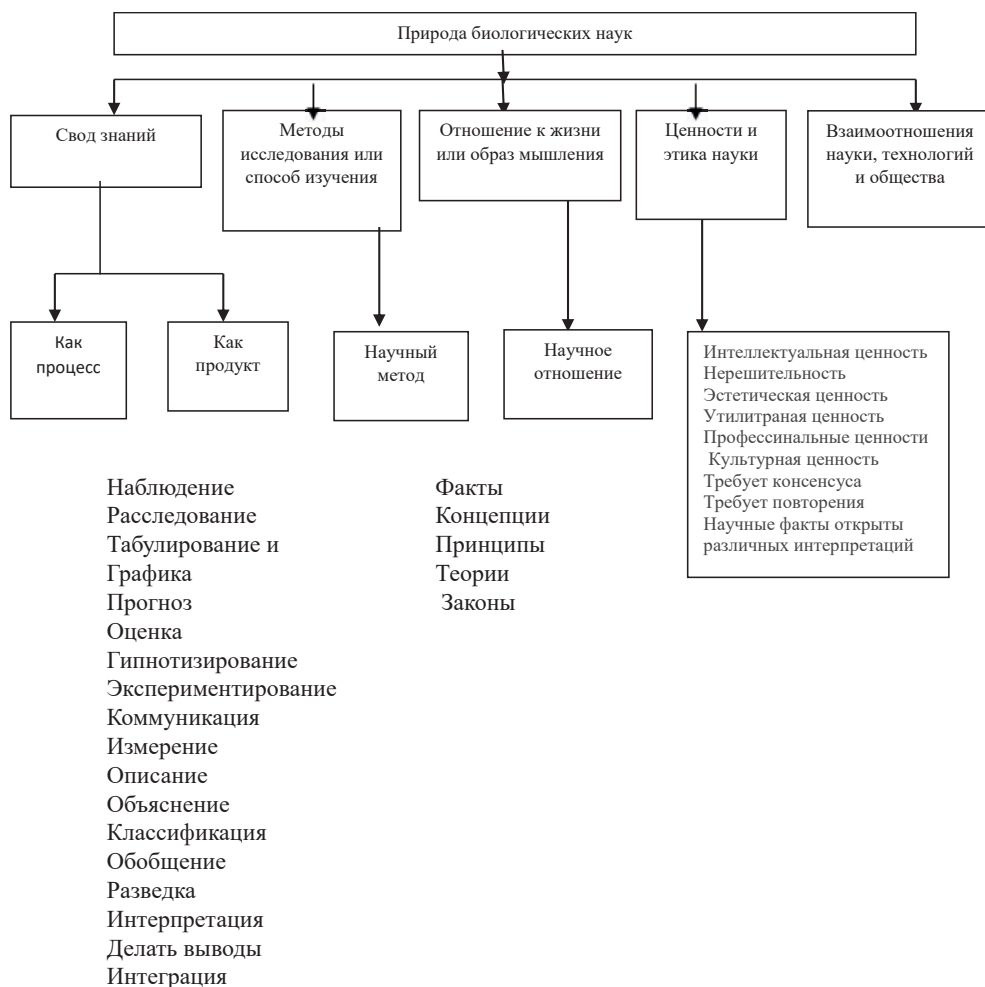 Природа биологических наук
Свод знаний
Методы
исследования или
способ изучения
Отношение к жизни
или образ мышления
Ценности и
этика науки
Взаимоотношения
науки, технологий
и общества
Как
процесс
Как
продукт
Научный
метод
Научное
отношение
Интеллектуальная ценность
Нерешительность
Эстетическая ценность
Утилитраная ценность
Профессинальные ценности
Культурная ценность
Требует консенсуса
Требует повторения
Научные факты открыты
различных интерпретаций
Наблюдение
Расследование
Табулирование и
Графика
Прогноз
Оценка
Гипнотизирование
Экспериментирование
Коммуникация
Измерение
Описание
Объяснение
Классификация
Обобщение
Разведка
Интерпретация
Делать выводы
Интеграция
Факты
Концепции
Принципы
Теории
Законы